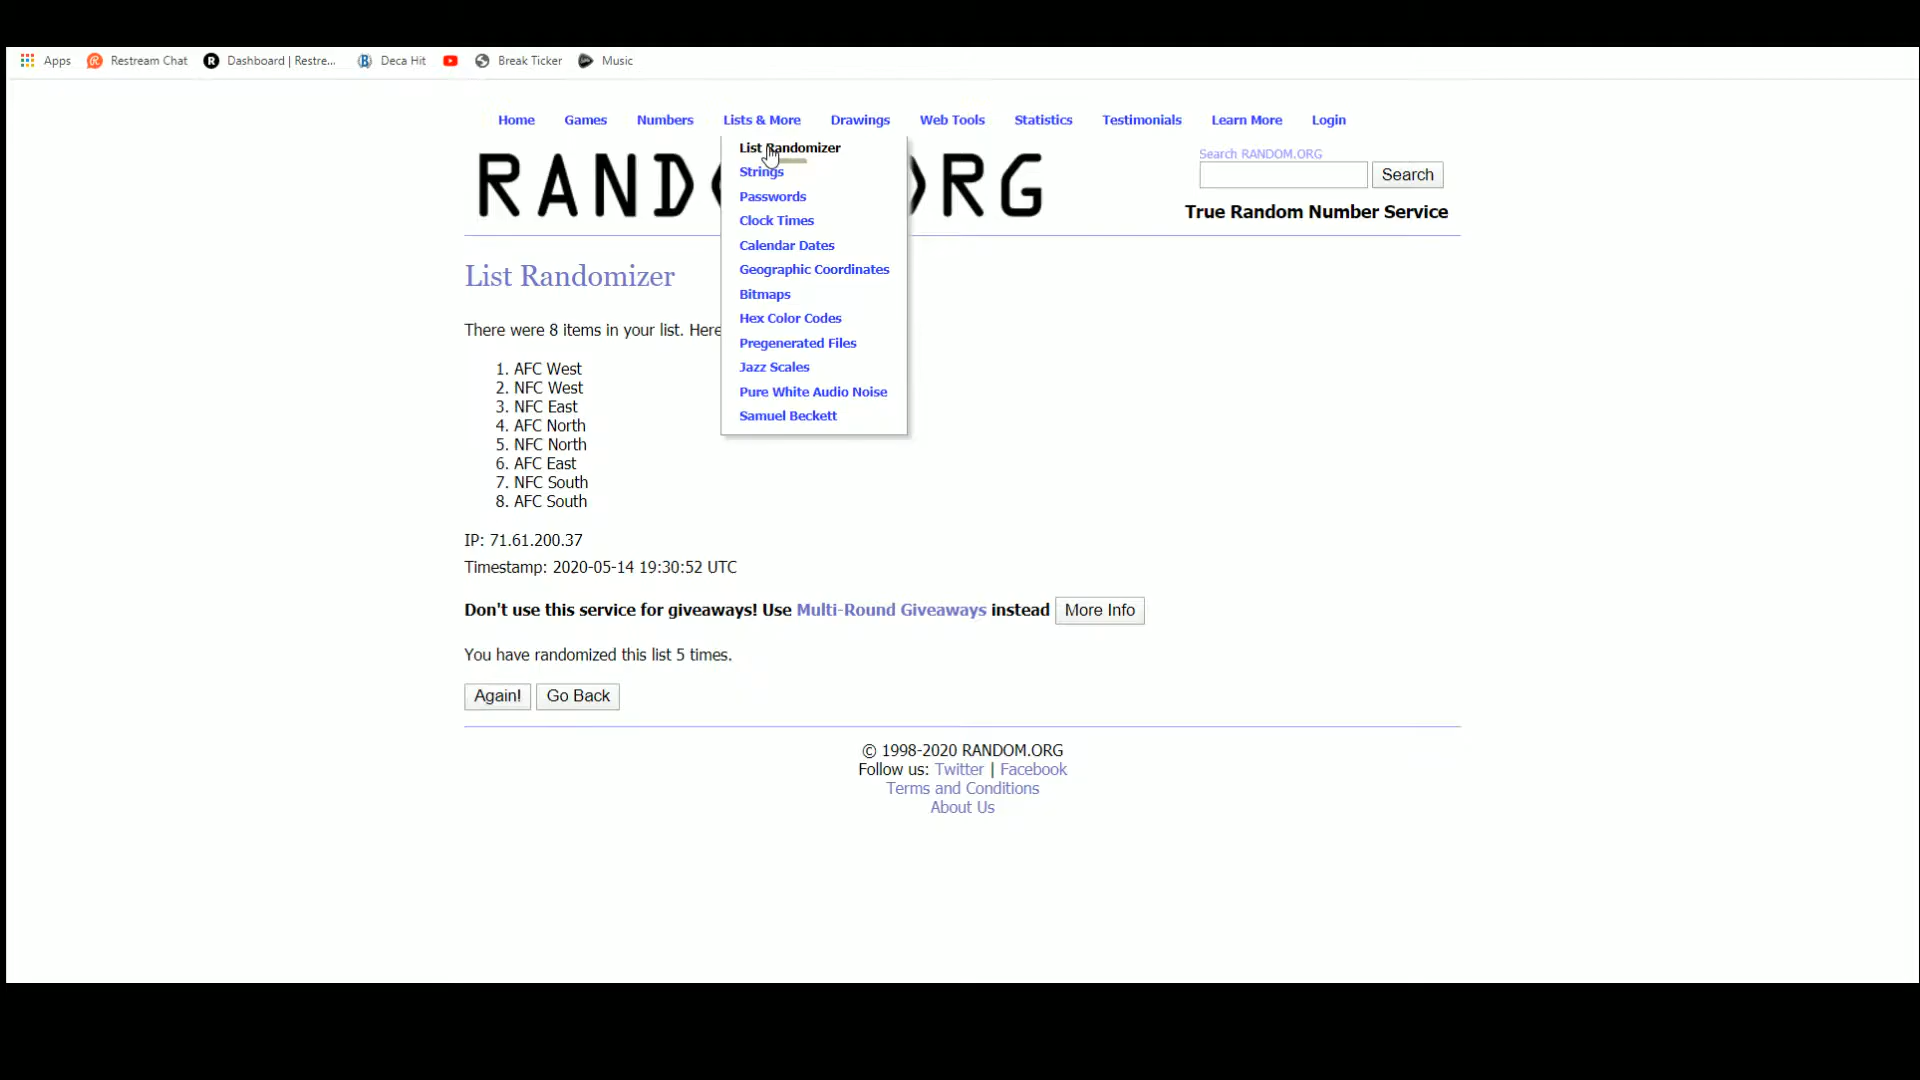 Apps Restream Chat Dashboard | Restre... Deca Hit Break Ticker Music
Home Games Numbers Lists & More Drawings Web Tools Statistics Testimonials Learn More Login
List Randomizer
Strings
Passwords
Clock Times
Calendar Dates
Geographic Coordinates
Bitmaps
Hex Color Codes
Pregenerated Files
Jazz Scales
Pure White Audio Noise
Samuel Beckett
RAND RG
Search RANDOM.ORG
Search
True Random Number Service
List Randomizer
There were 8 items in your list. Here
1. AFC West
2. NFC West
3. NFC East
4. AFC North
5. NFC North
6. AFC East
7. NFC South
8. AFC South
IP: 71.61.200.37
Timestamp: 2020-05-14 19:30:52 UTC
Don't use this service for giveaways! Use Multi-Round Giveaways instead More Info
You have randomized this list 5 times.
Again! Go Back
© 1998-2020 RANDOM.ORG
Follow us: Twitter | Facebook
Terms and Conditions
About Us